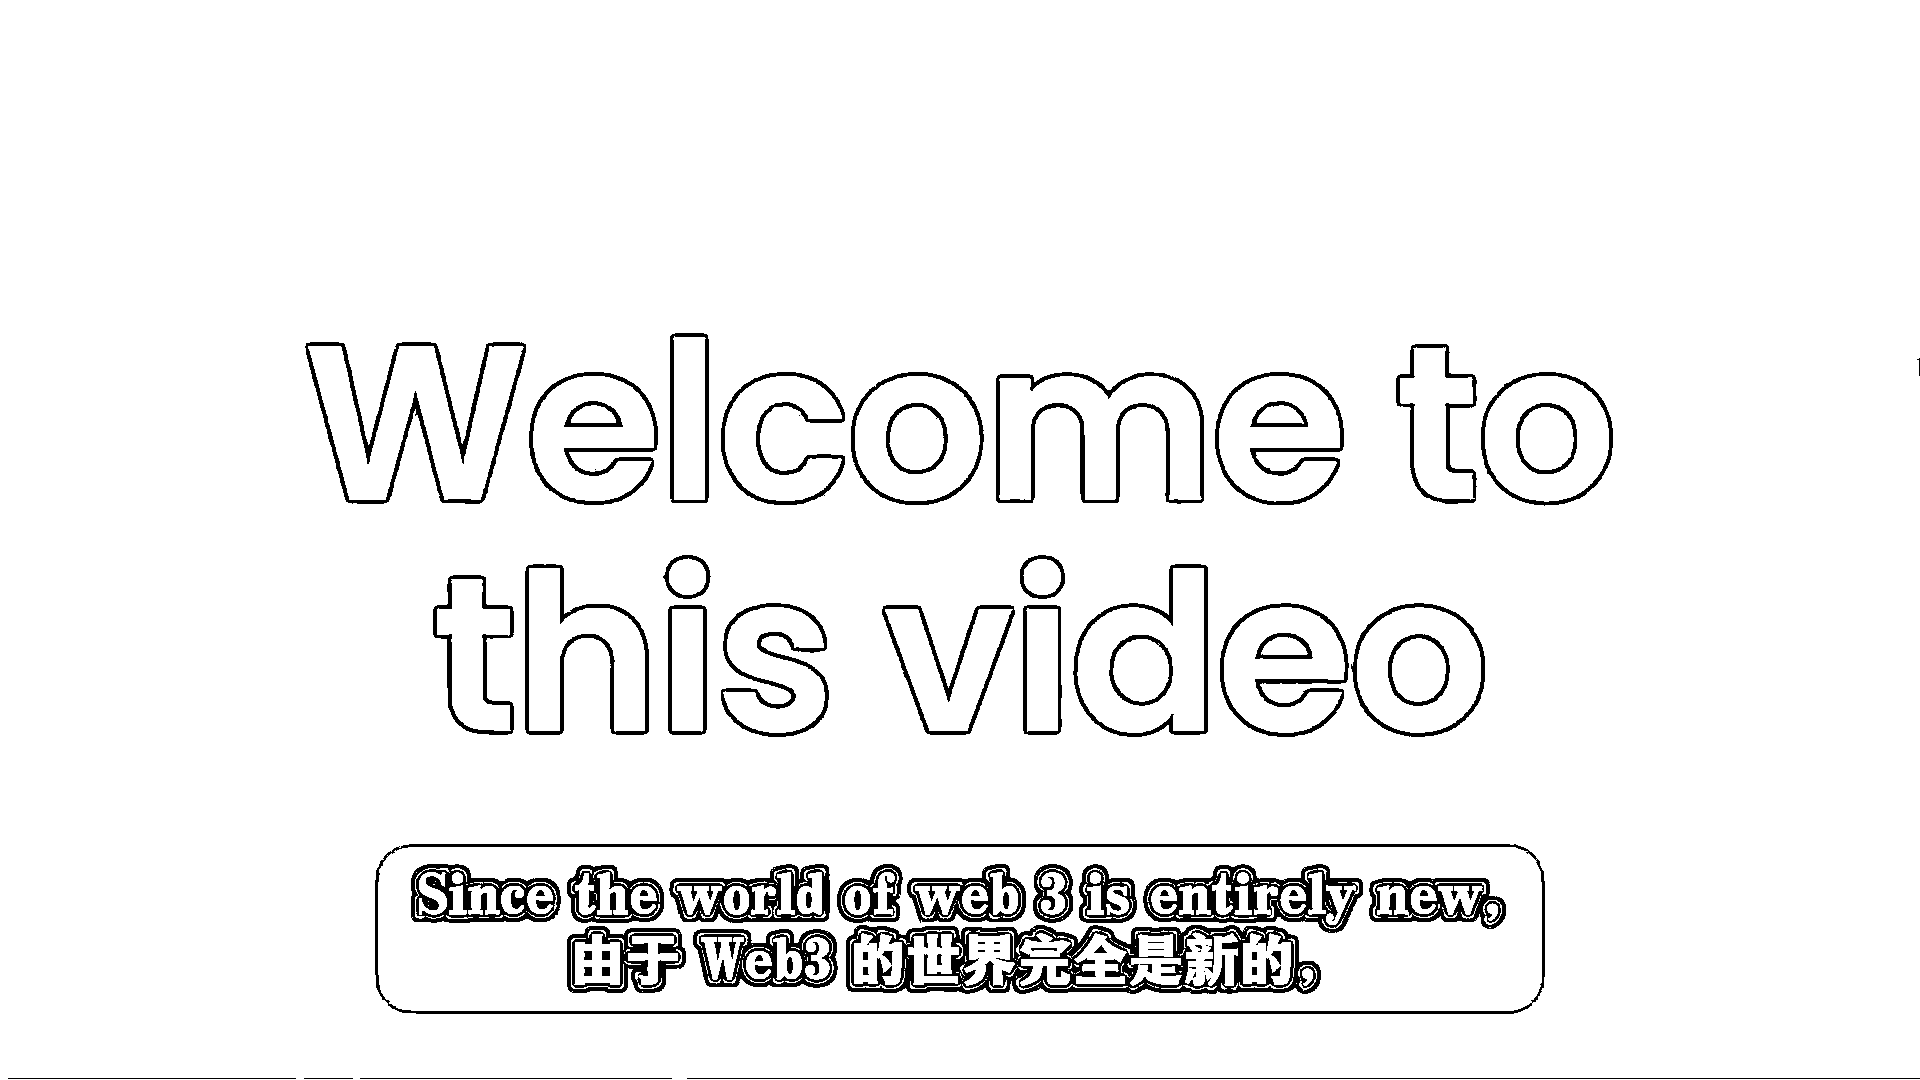 Welcome to
this video
Since the world of web 3 is entirely new,
由于 Web3 的世界完全是新的，